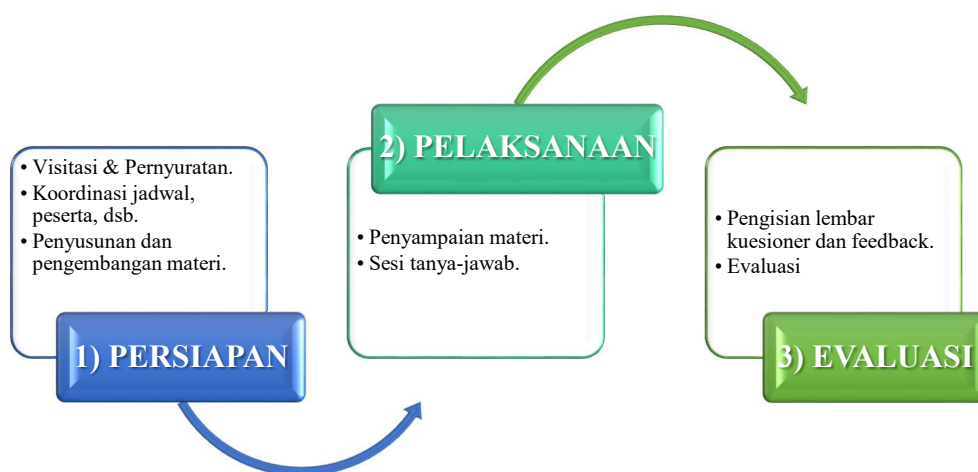 • Visitasi & Pernyuratan.
• Koordinasi jadwal,
peserta, dsb.
• Penyusunan dan
pengembangan materi.
1) PERSIAPAN
2) PELAKSANAAN
• Penyampaian materi.
• Sesi tanya-jawab.
• Pengisian lembar
kuesioner dan feedback.
• Evaluasi
3) EVALUASI